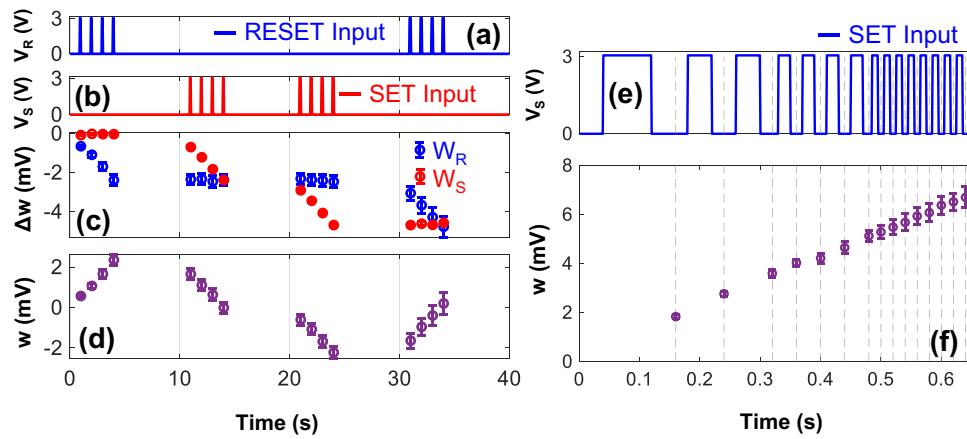 V_R (V)
3
0
RESET Input
(a)
V_S (V)
3
0
SET Input
(b)
Δw (mV)
0
-2
-4
W_R
W_S
(c)
w (mV)
2
0
-2
(d)
0 10 20 30 40
Time (s)
V_S (V)
3
0
SET Input
(e)
w (mV)
8
6
4
2
0
(f)
0 0.1 0.2 0.3 0.4 0.5 0.6
Time (s)